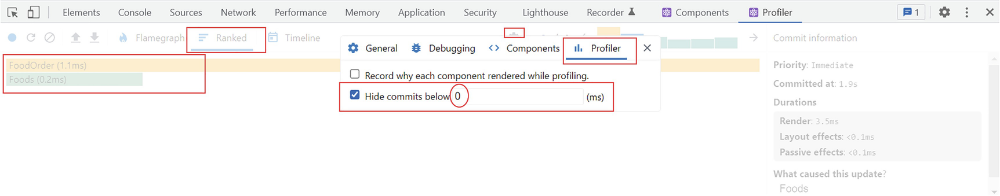 Elements Console Sources Network Performance Memory Application Security Lighthouse Recorder Components Profiler 1
Flamegraph Ranked Timeline
General Debugging Components Profiler
Record why each component rendered while profiling.
Hide commits below 0 (ms)
FoodOrder (1.1ms)
Foods (0.2ms)
Commit information
Priority: Immediate
Committed at: 1.9s
Durations
Render: 3.5ms
Layout effects: <0.1ms
Passive effects: <0.1ms
What caused this update?
Foods